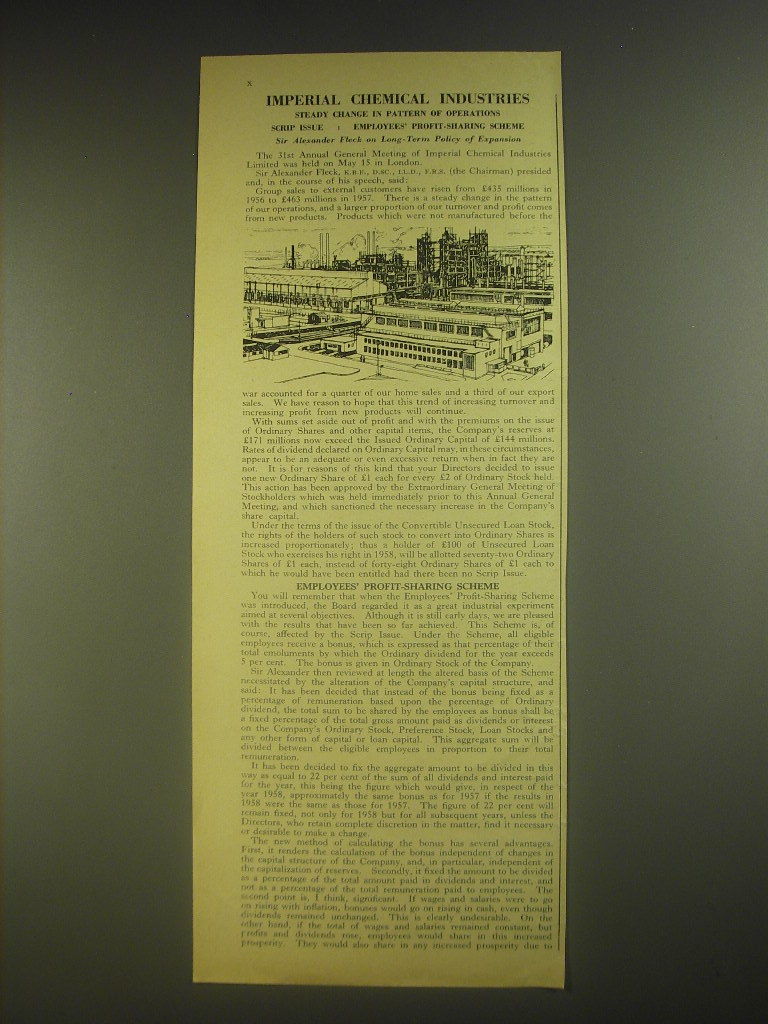 x
IMPERIAL CHEMICAL INDUSTRIES
STEADY CHANGE IN PATTERN OF OPERATIONS
SCRIP ISSUE : EMPLOYEES' PROFIT-SHARING SCHEME
Sir Alexander Fleck on Long-Term Policy of Expansion
The 31st Annual General Meeting of Imperial Chemical Industries
Limited was held on May 15 in London.
Sir Alexander Fleck, K.B.E., D.SC., LL.D., F.R.S. (the Chairman) presided
and, in the course of his speech, said:
Group sales to external customers have risen from £435 millions in
1956 to £463 millions in 1957. There is a steady change in the pattern
of our operations, and a larger proportion of our turnover and profit comes
from new products. Products which were not manufactured before the
war accounted for a quarter of our home sales and a third of our export
sales. We have reason to hope that this trend of increasing turnover and
increasing profit from new products will continue.
With sums set aside out of profit and with the premiums on the issue
of Ordinary Shares and other capital items, the Company's reserves at
£171 millions now exceed the Issued Ordinary Capital of £144 millions.
Rates of dividend declared on Ordinary Capital may, in these circumstances,
appear to be an adequate or even excessive return when in fact they are
not. It is for reasons of this kind that your Directors decided to issue
one new Ordinary Share of £1 each for every £2 of Ordinary Stock held.
This action has been approved by the Extraordinary General Meeting of
Stockholders which was held immediately prior to this Annual General
Meeting, and which sanctioned the necessary increase in the Company's
share capital.
Under the terms of the issue of the Convertible Unsecured Loan Stock,
the rights of the holders of such stock to convert into Ordinary Shares is
increased proportionately; thus a holder of £100 of Unsecured Loan
Stock who exercises his right in 1958, will be allotted seventy-two Ordinary
Shares of £1 each, instead of forty-eight Ordinary Shares of £1 each to
which he would have been entitled had there been no Scrip Issue.
EMPLOYEES' PROFIT-SHARING SCHEME
You will remember that when the Employees' Profit-Sharing Scheme
was introduced, the Board regarded it as a great industrial experiment
aimed at several objectives. Although it is still early days, we are pleased
with the results that have been so far achieved. This Scheme is, of
course, affected by the Scrip Issue. Under the Scheme, all eligible
employees receive a bonus, which is expressed as that percentage of their
total emoluments by which the Ordinary dividend for the year exceeds
5 per cent. The bonus is given in Ordinary Stock of the Company.
Sir Alexander then reviewed at length the altered basis of the Scheme
necessitated by the alteration of the Company's capital structure, and
said: It has been decided that instead of the bonus being fixed as a
percentage of remuneration based upon the percentage of Ordinary
dividend, the total sum to be shared by the employees as bonus shall be
a fixed percentage of the total gross amount paid as dividends or interest
on the Company's Ordinary Stock, Preference Stock, Loan Stocks and
any other form of capital or loan capital. This aggregate sum will be
divided between the eligible employees in proportion to their total
remuneration.
It has been decided to fix the aggregate amount to be divided in this
way as equal to 22 per cent of the sum of all dividends and interest paid
for the year, this being the figure which would give, in respect of the
year 1958, approximately the same bonus as for 1957 if the results in
1958 were the same as those for 1957. The figure of 22 per cent will
remain fixed, not only for 1958 but for all subsequent years, unless the
Directors, who retain complete discretion in the matter, find it necessary
or desirable to make a change.
The new method of calculating the bonus has several advantages.
First, it renders the calculation of the bonus independent of changes in
the capital structure of the Company, and, in particular, independent of
the capitalization of reserves. Secondly, it fixed the amount to be divided
as a percentage of the total amount paid in dividends and interest, and
not as a percentage of the total remuneration paid to employees. The
second point is, I think, significant. If wages and salaries were to go
on rising with inflation, bonuses would go on rising in cash, even though
dividends remained unchanged. This is clearly undesirable. On the
other hand, if the total of wages and salaries remained constant, but
profits and dividends rose, employees would share in this increased
prosperity. They would also share in any increased prosperity due to